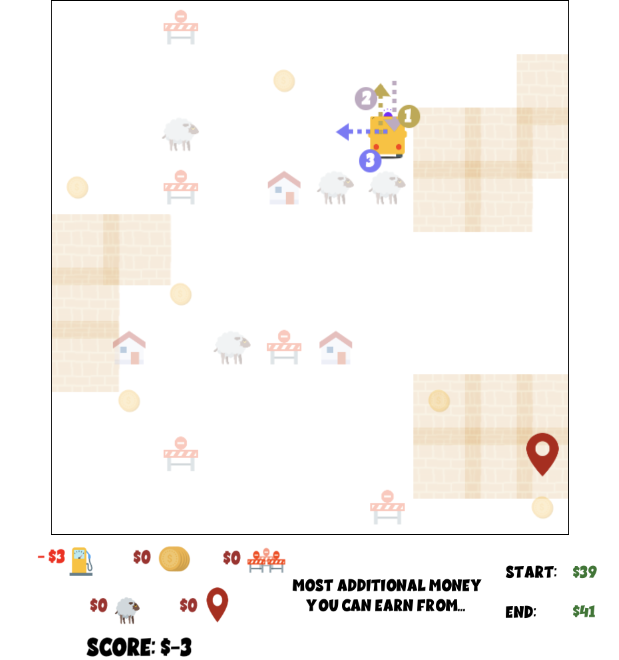 2
1
3
- $3 $0 $0
MOST ADDITIONAL MONEY
YOU CAN EARN FROM...
START: $39
$0 $0
END: $41
SCORE: $-3